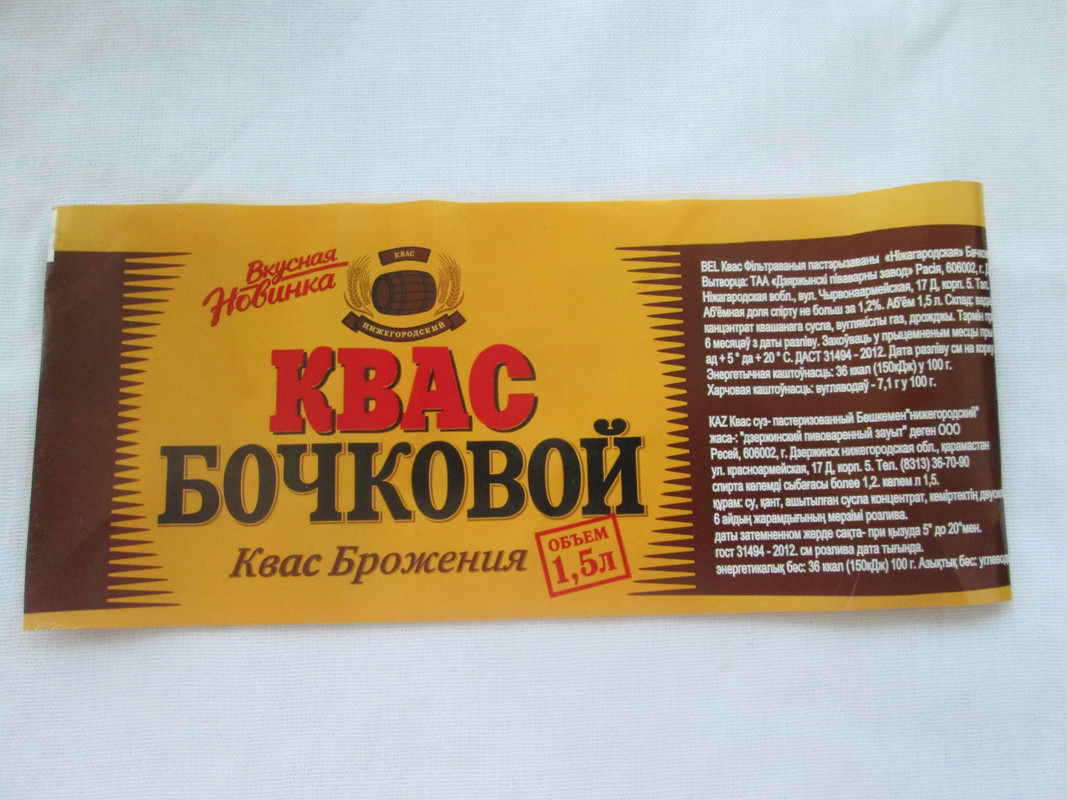 Вкусная
Новинка
КВАС
НИЖЕГОРОДСКИЙ
КВАС
БОЧКОВОЙ
Квас Брожения
ОБЪЕМ
1,5л
BEL Квас Фільтраваныя пастэрызаваны «Ніжагародская»
Вытворца: ТАА «Дзяржынскі піваварны завод» Расія, 606002, г.
Ніжагародская вобл., вул. Чырвонаармейская, 17 Д, корп. 5. Тэл.
Аб'ёмная доля спірту не больш за 1,2%. Аб'ём 1,5 л. Склад:
канцэнтрат квашанага сусла, вуглякіслы газ, дрожджы. Тэрмін
6 месяцаў з даты разліву. Захоўваць у прыцемненым месцы
ад + 5 ° да + 20 ° С. ДАСТ 31494 - 2012. Дата разліву см на
Энергетычная каштоўнасць: 36 ккал (150кДж) у 100 г.
Харчовая каштоўнасць: вугляводаў - 7,1 г у 100 г.
KAZ Квас суз- пастеризованный Бөшкемен"нижегородский"
жаса-: "дзержинский пивоваренный зауыт" деген ООО
Ресей, 606002, г. Дзержинск нижегородская обл., қарамастан
ул. красноармейская, 17 Д, корп. 5. Тел. (8313) 36-70-90
спирта көлемді сыбағасы более 1,2. көлем л 1,5.
құрам: су, қант, ашытылған сусла концентрат, көміртектің
6 айдың жарамдығының мерзімі розлива.
даты затемненном жерде сақта- при қызуда 5° до 20°мен.
гост 31494 - 2012. см розлива дата тығында.
энергетикалық бәс: 36 ккал (150кДж) 100 г. Азықтық бәс: